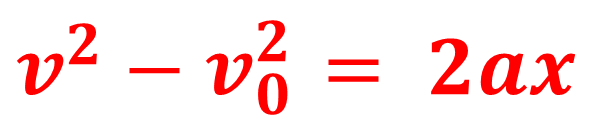 v² − v₀² = 2ax